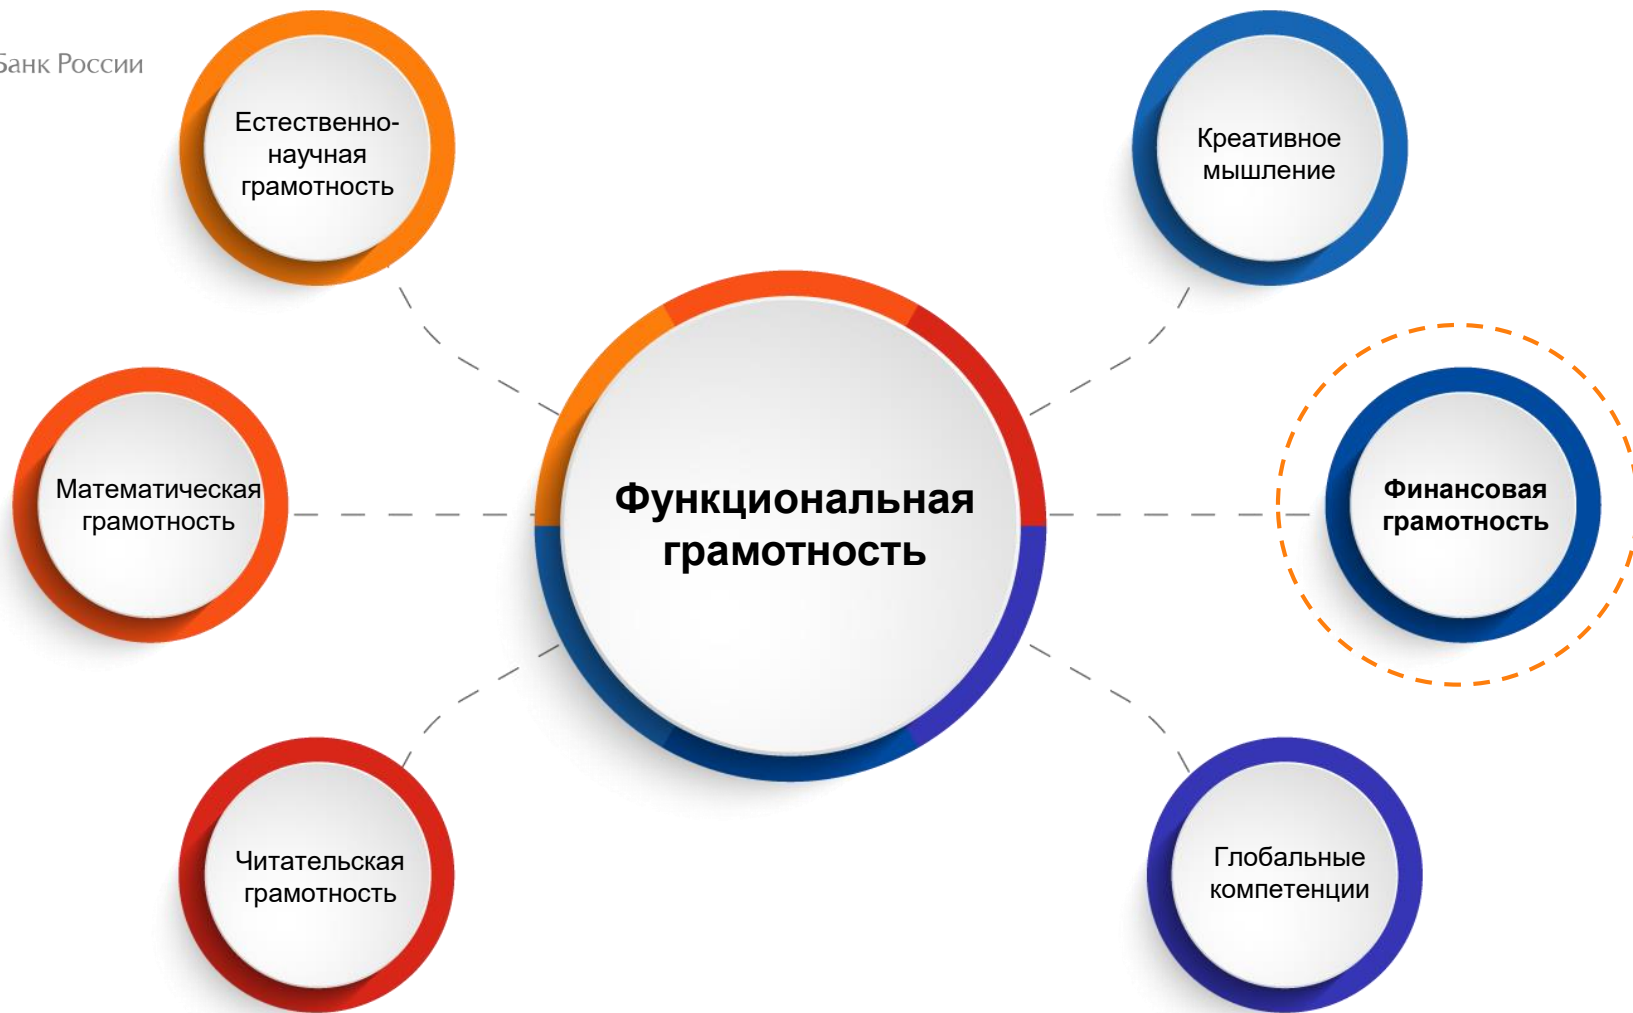 Банк России
Естественно-
научная
грамотность
Креативное
мышление
Математическая
грамотность
Функциональная
грамотность
Финансовая
грамотность
Читательская
грамотность
Глобальные
компетенции